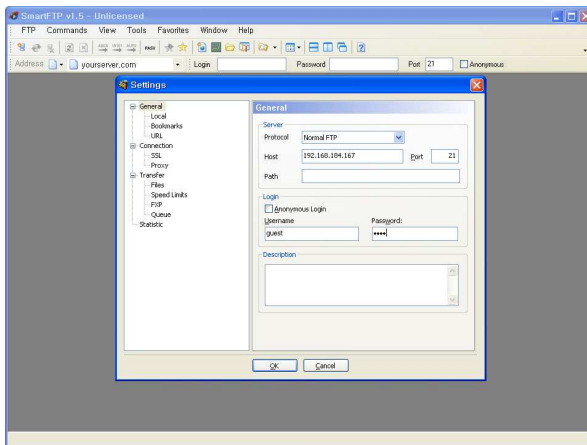 SmartFTP v1.5 - Unlicensed
FTP Commands View Tools Favorites Window Help
Address yourserver.com Login Password Port 21 Anonymous
Settings
General
Local
Bookmarks
URL
Connection
SSL
Proxy
Transfer
Files
Speed Limits
FXP
Queue
Statistic
General
Server
Protocol Normal FTP
Host 192.168.184.167 Port 21
Path
Login
Anonymous Login
Username Password:
guest ••••
Description
OK Cancel